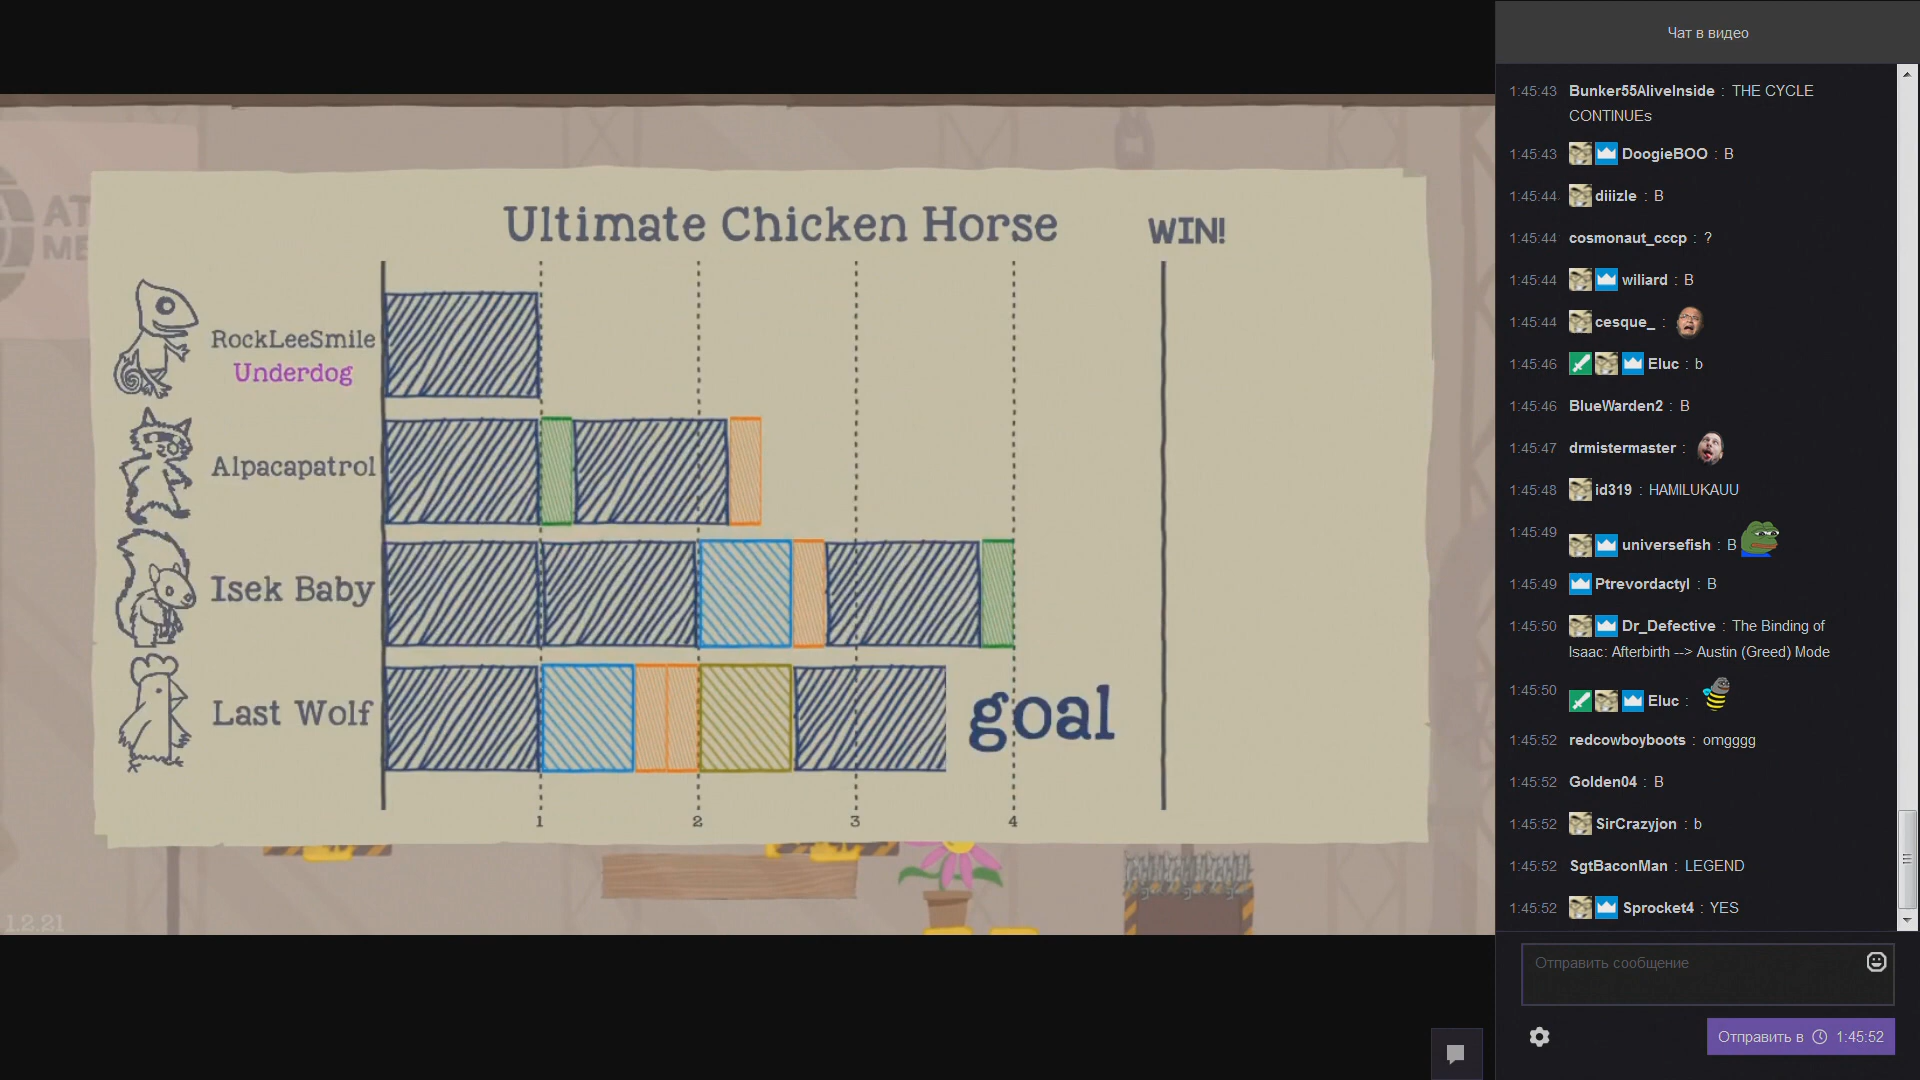 AT
ME
Ultimate Chicken Horse
WIN!
RockLeeSmile
Underdog
Alpacapatrol
Isek Baby
Last Wolf
goal
1
2
3
4
1.2.21
Чат в видео
1:45:43 Bunker55AliveInside : THE CYCLE
CONTINUEs
1:45:43 DoogieBOO : B
1:45:44 diiizle : B
1:45:44 cosmonaut_cccp : ?
1:45:44 wiliard : B
1:45:44 cesque_ :
1:45:46 Eluc : b
1:45:46 BlueWarden2 : B
1:45:47 drmistermaster :
1:45:48 id319 : HAMILUKAUU
1:45:49 universefish : B
1:45:49 Ptrevordactyl : B
1:45:50 Dr_Defective : The Binding of
Isaac: Afterbirth --> Austin (Greed) Mode
1:45:50 Eluc :
1:45:52 redcowboyboots : omgggg
1:45:52 Golden04 : B
1:45:52 SirCrazyjon : b
1:45:52 SgtBaconMan : LEGEND
1:45:52 Sprocket4 : YES
Отправить сообщение
Отправить в 1:45:52